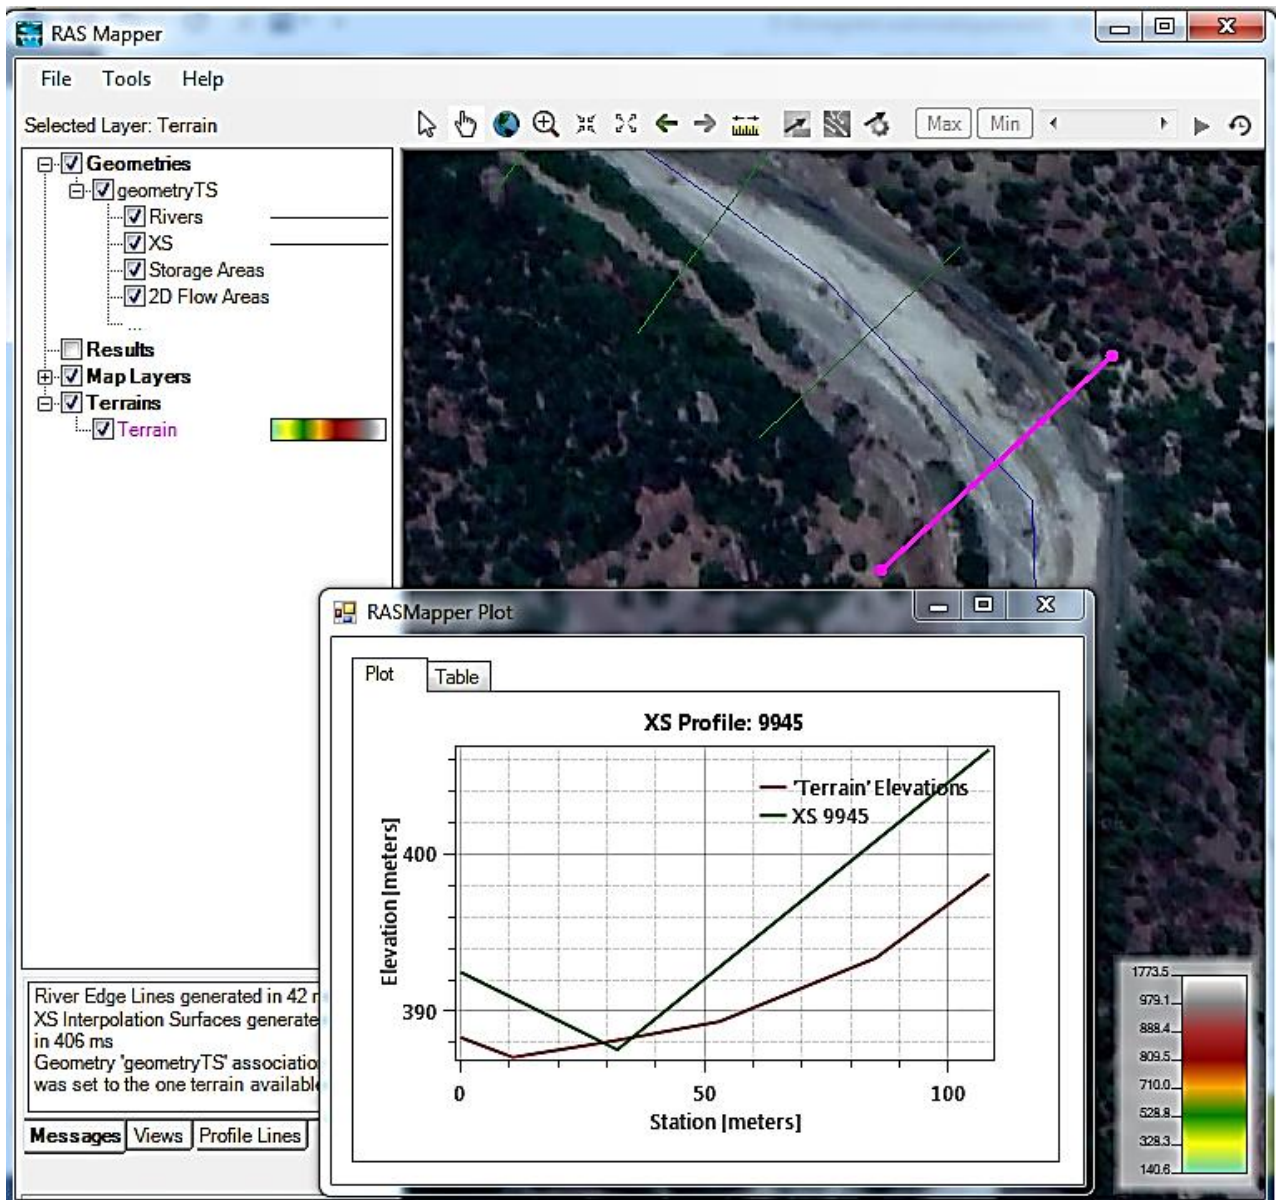 RAS Mapper
File Tools Help
Selected Layer: Terrain
Max Min
Geometries
geometryTS
Rivers
XS
Storage Areas
2D Flow Areas
...
Results
Map Layers
Terrains
Terrain
RASMapper Plot
Plot Table
XS Profile: 9945
'Terrain' Elevations
XS 9945
Elevation [meters]
400
390
0 50 100
Station [meters]
River Edge Lines generated in 42
XS Interpolation Surfaces generate
in 406 ms
Geometry 'geometryTS' associatio
was set to the one terrain available
Messages Views Profile Lines
1773.5
979.1
888.4
809.5
710.0
528.8
328.3
140.6